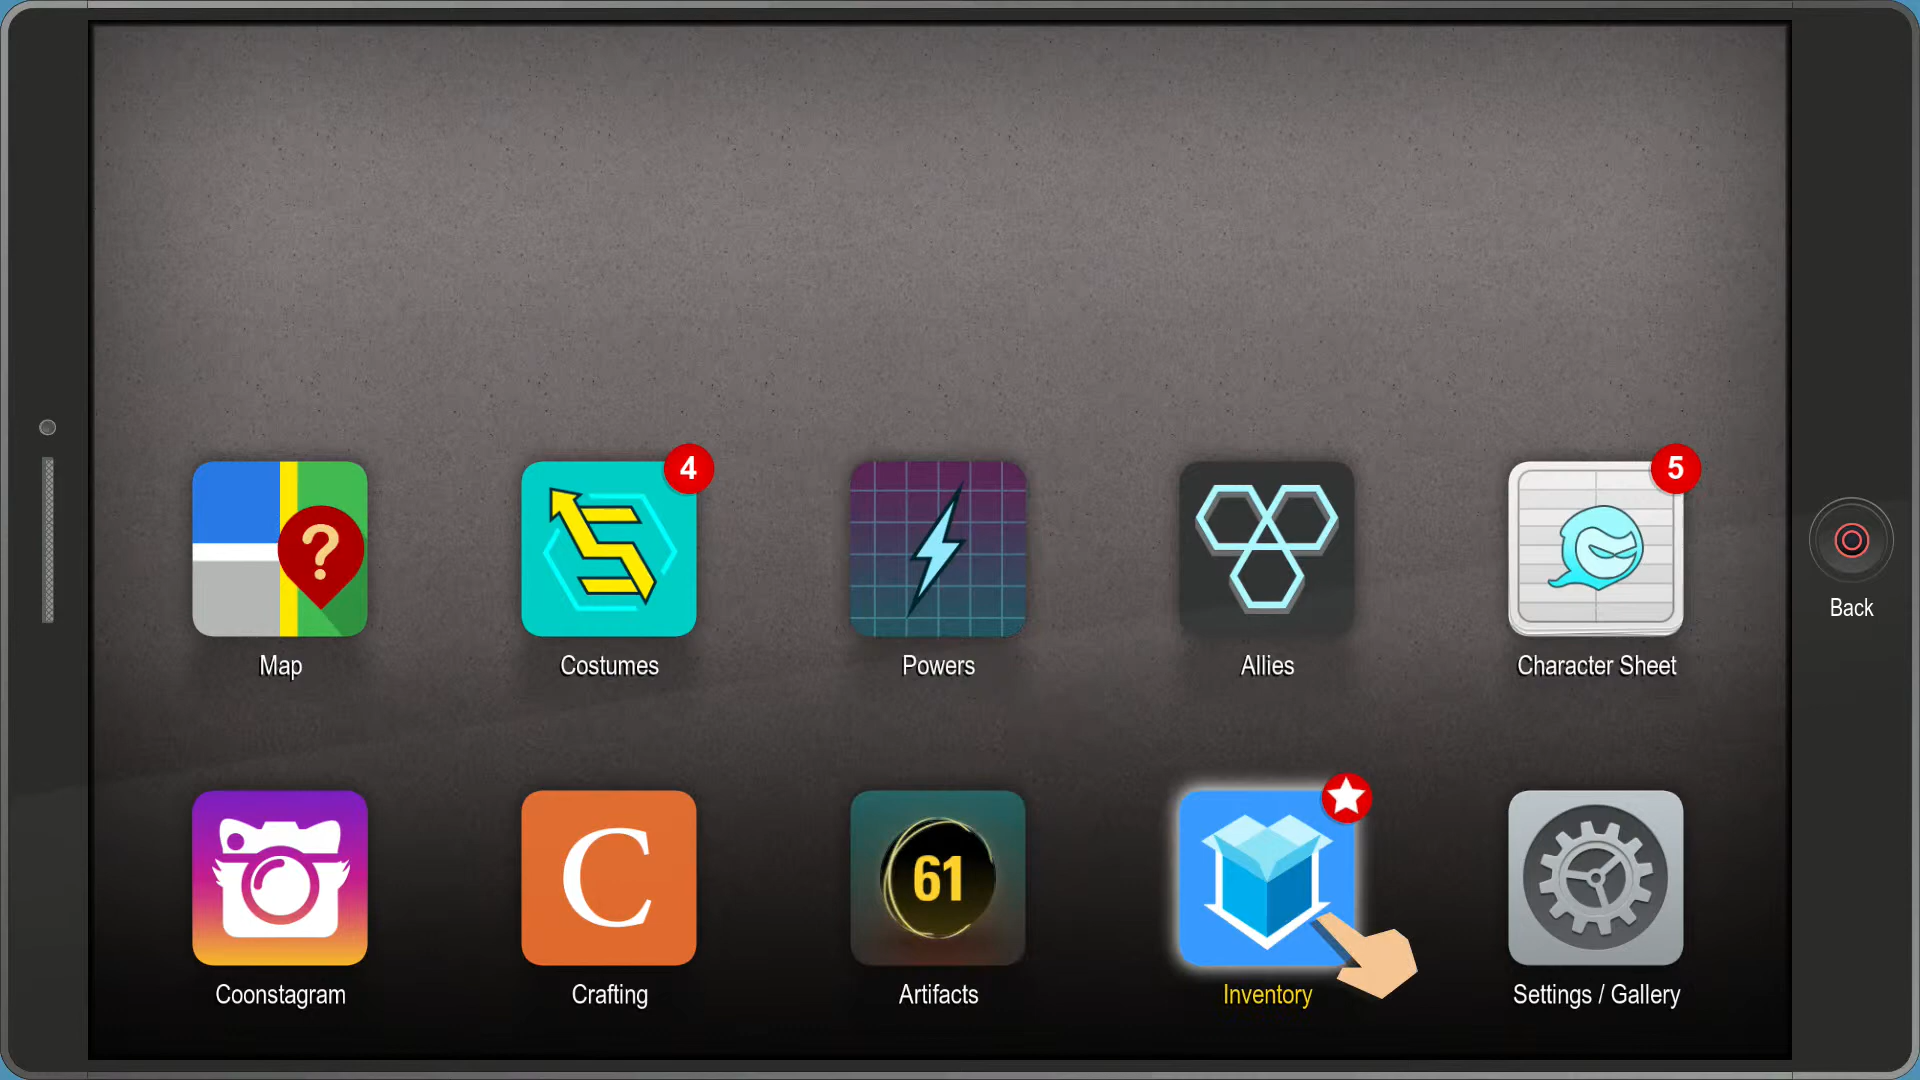 4
5
?
Map
Costumes
Powers
Allies
Character Sheet
Back
C
61
Coonstagram
Crafting
Artifacts
Inventory
Settings / Gallery